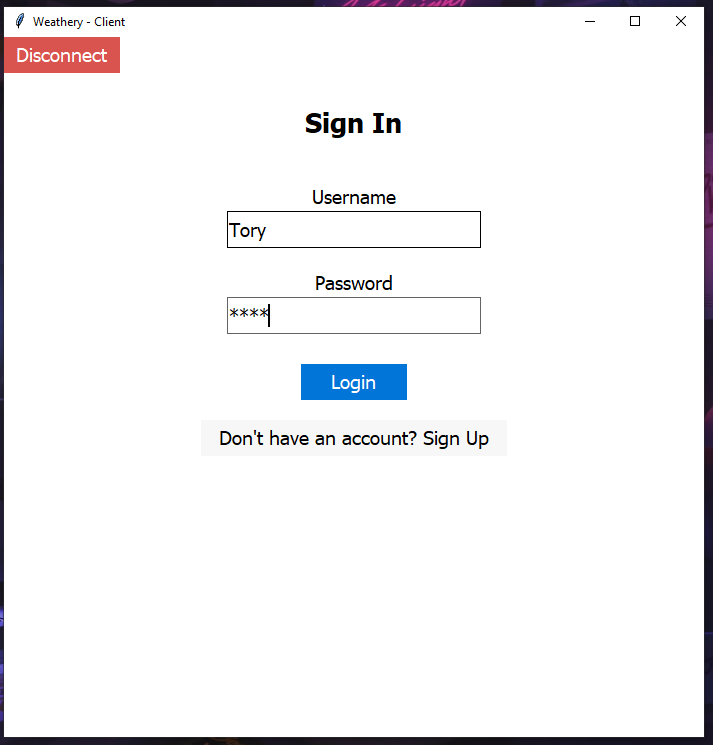 Weathery - Client
Disconnect
Sign In
Username
Tory
Password
****
Login
Don't have an account? Sign Up